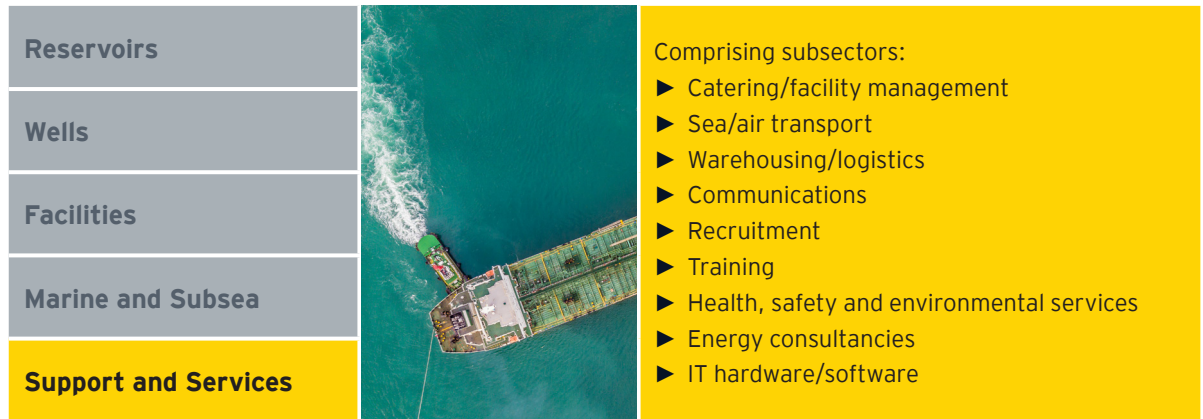 Reservoirs
Wells
Facilities
Marine and Subsea
Support and Services
Comprising subsectors:
► Catering/facility management
► Sea/air transport
► Warehousing/logistics
► Communications
► Recruitment
► Training
► Health, safety and environmental services
► Energy consultancies
► IT hardware/software